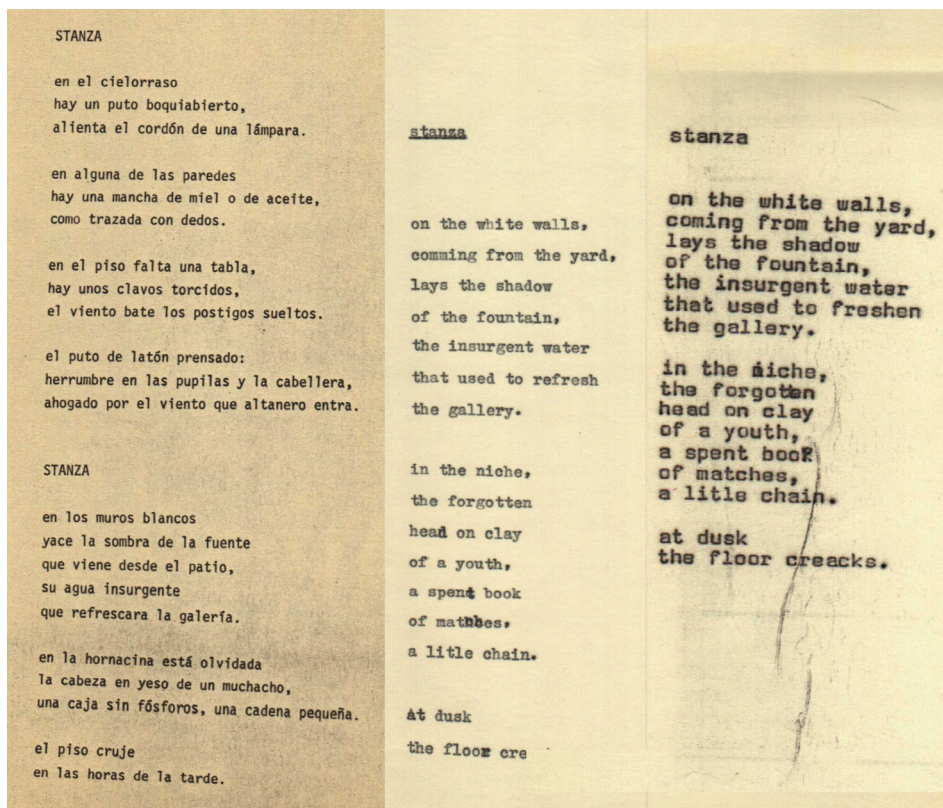 STANZA
en el cielorraso
hay un puto boquiabierto,
alienta el cordón de una lámpara.
en alguna de las paredes
hay una mancha de miel o de aceite,
como trazada con dedos.
en el piso falta una tabla,
hay unos clavos torcidos,
el viento bate los postigos sueltos.
el puto de latón prensado:
herrumbre en las pupilas y la cabellera,
ahogado por el viento que altanero entra.
STANZA
en los muros blancos
yace la sombra de la fuente
que viene desde el patio,
su agua insurgente
que refrescara la galería.
en la hornacina está olvidada
la cabeza en yeso de un muchacho,
una caja sin fósforos, una cadena pequeña.
el piso cruje
en las horas de la tarde.
stanza
on the white walls,
comming from the yard,
lays the shadow
of the fountain,
the insurgent water
that used to refresh
the gallery.
in the niche,
the forgotten
head on clay
of a youth,
a spent book
of matches,
a litle chain.
At dusk
the floor cre
stanza
on the white walls,
coming from the yard,
lays the shadow
of the fountain,
the insurgent water
that used to freshen
the gallery.
in the niche,
the forgotten
head on clay
of a youth,
a spent book
of matches,
a litle chain.
at dusk
the floor creacks.